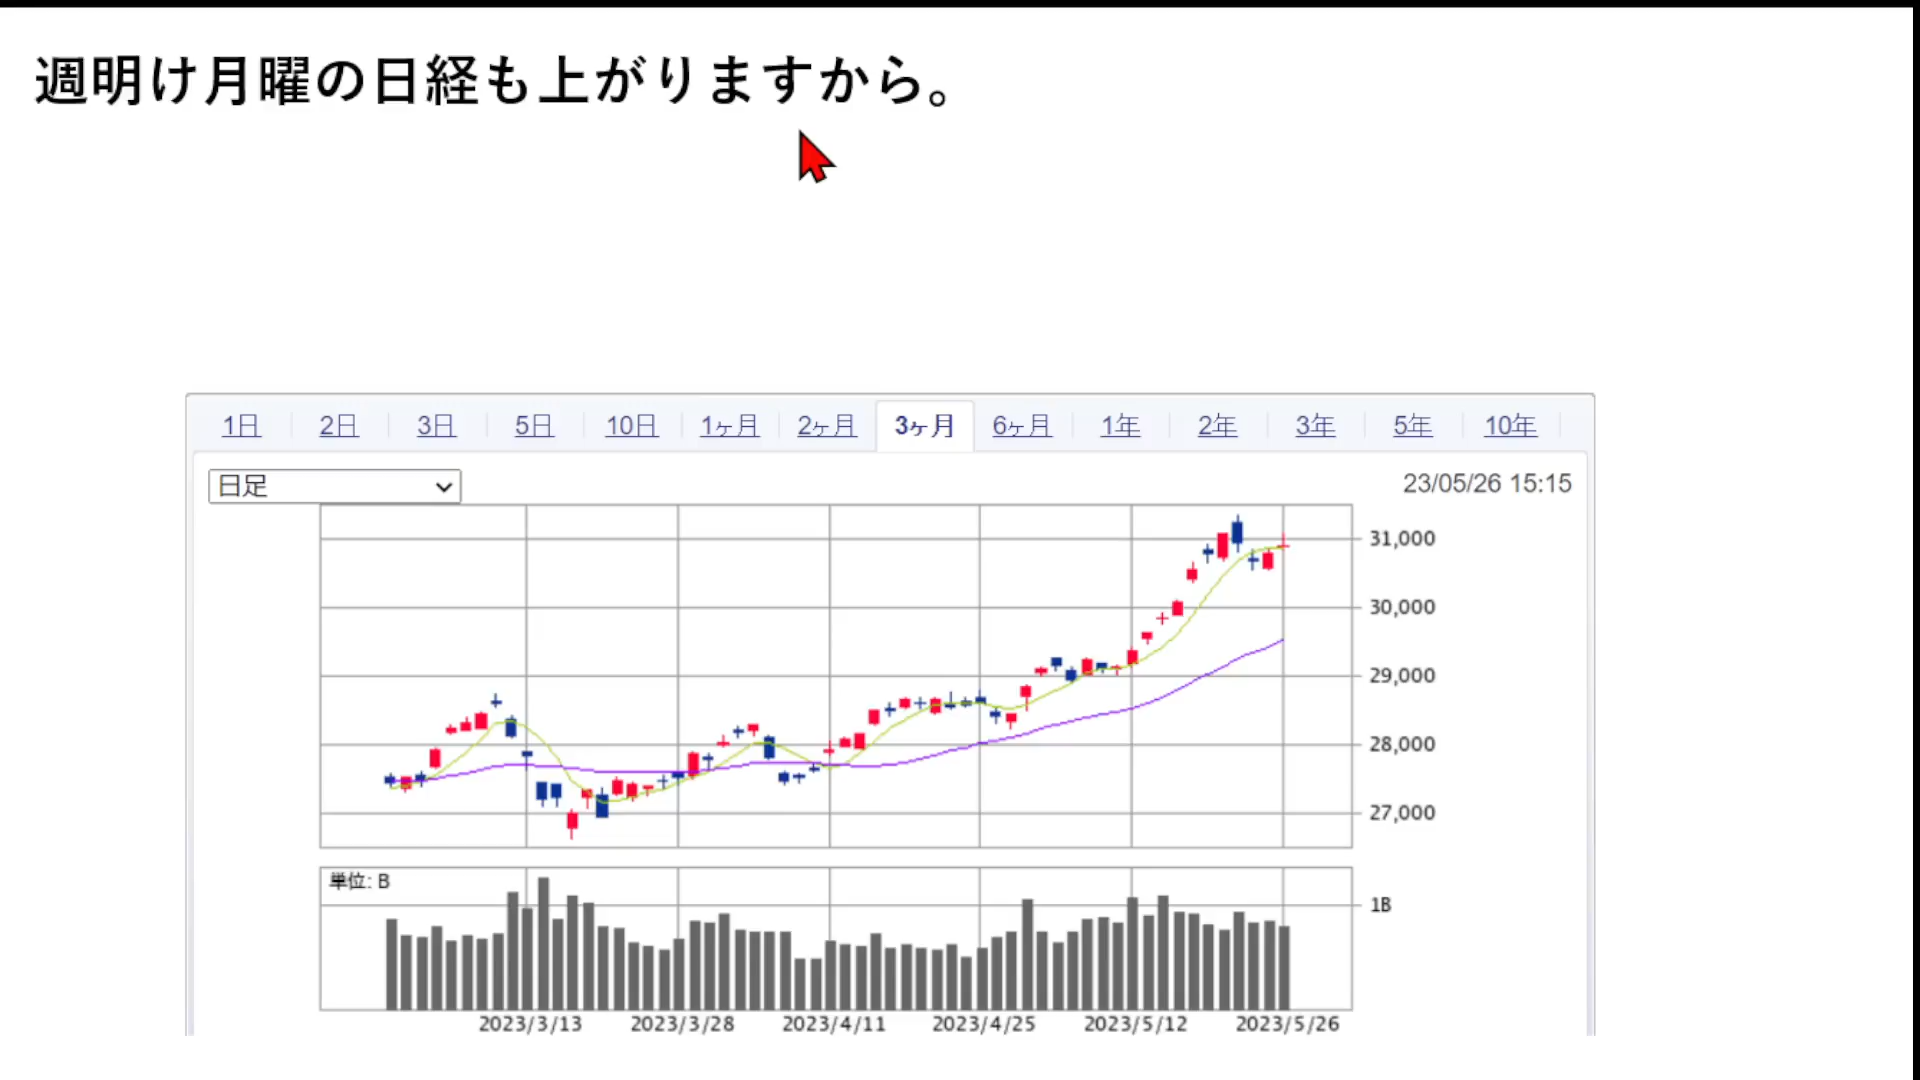 週明け月曜の日経も上がりますから。
1日 2日 3日 5日 10日 1ヶ月 2ヶ月 3ヶ月 6ヶ月 1年 2年 3年 5年 10年
日足 23/05/26 15:15
31,000
30,000
29,000
28,000
27,000
単位: B
1B
2023/3/13 2023/3/28 2023/4/11 2023/4/25 2023/5/12 2023/5/26